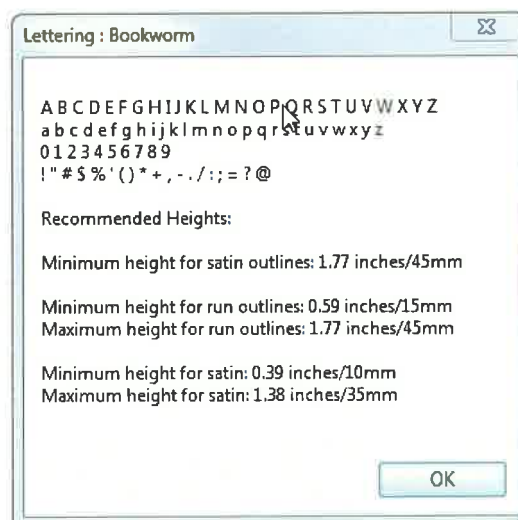 Lettering : Bookworm
A B C D E F G H I J K L M N O P Q R S T U V W X Y Z
a b c d e f g h i j k l m n o p q r s t u v w x y z
0 1 2 3 4 5 6 7 8 9
! " # $ % ' ( ) * + , - . / : ; = ? @
Recommended Heights:
Minimum height for satin outlines: 1.77 inches/45mm
Minimum height for run outlines: 0.59 inches/15mm
Maximum height for run outlines: 1.77 inches/45mm
Minimum height for satin: 0.39 inches/10mm
Maximum height for satin: 1.38 inches/35mm
OK